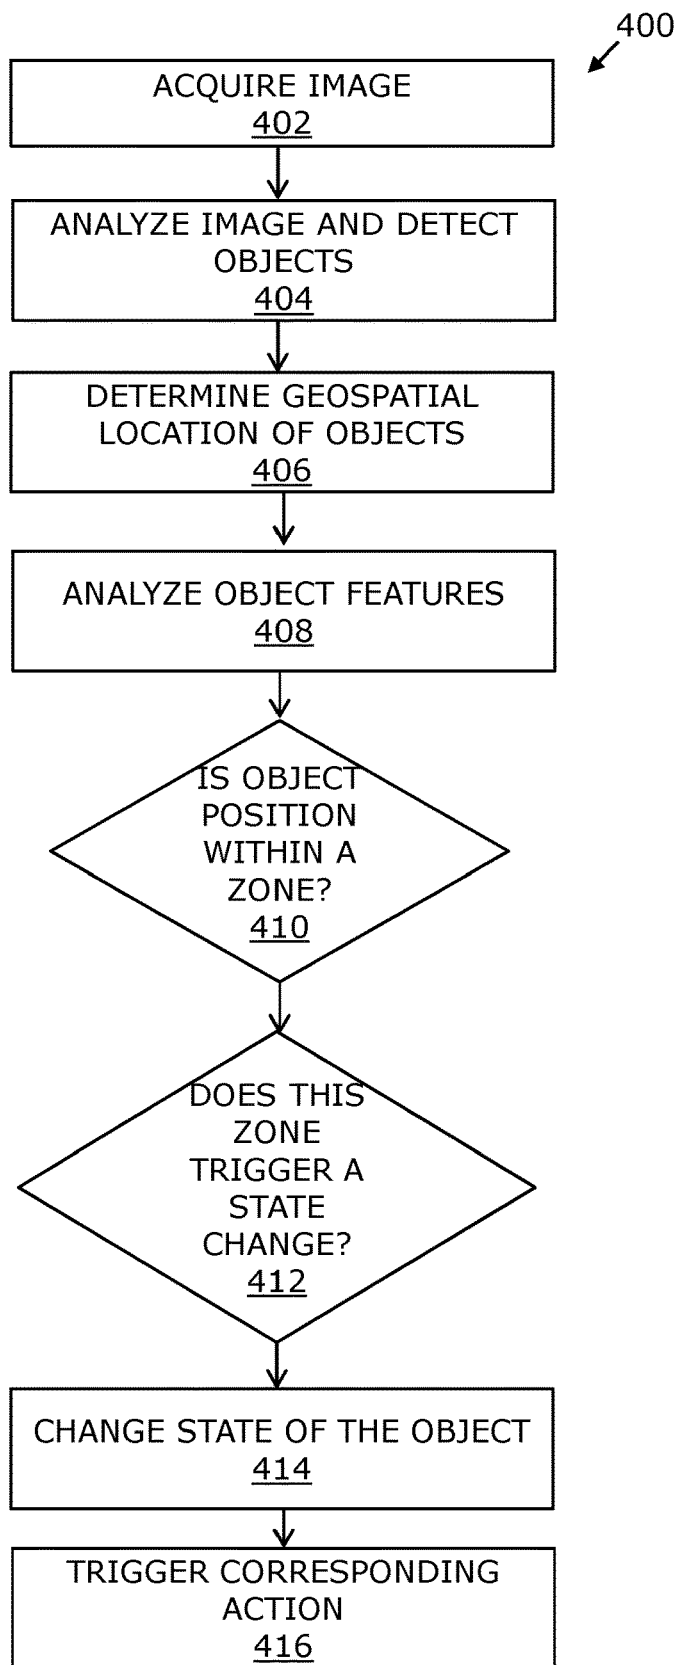 400
ACQUIRE IMAGE
402
ANALYZE IMAGE AND DETECT
OBJECTS
404
DETERMINE GEOSPATIAL
LOCATION OF OBJECTS
406
ANALYZE OBJECT FEATURES
408
IS OBJECT
POSITION
WITHIN A
ZONE?
410
DOES THIS
ZONE
TRIGGER A
STATE
CHANGE?
412
CHANGE STATE OF THE OBJECT
414
TRIGGER CORRESPONDING
ACTION
416